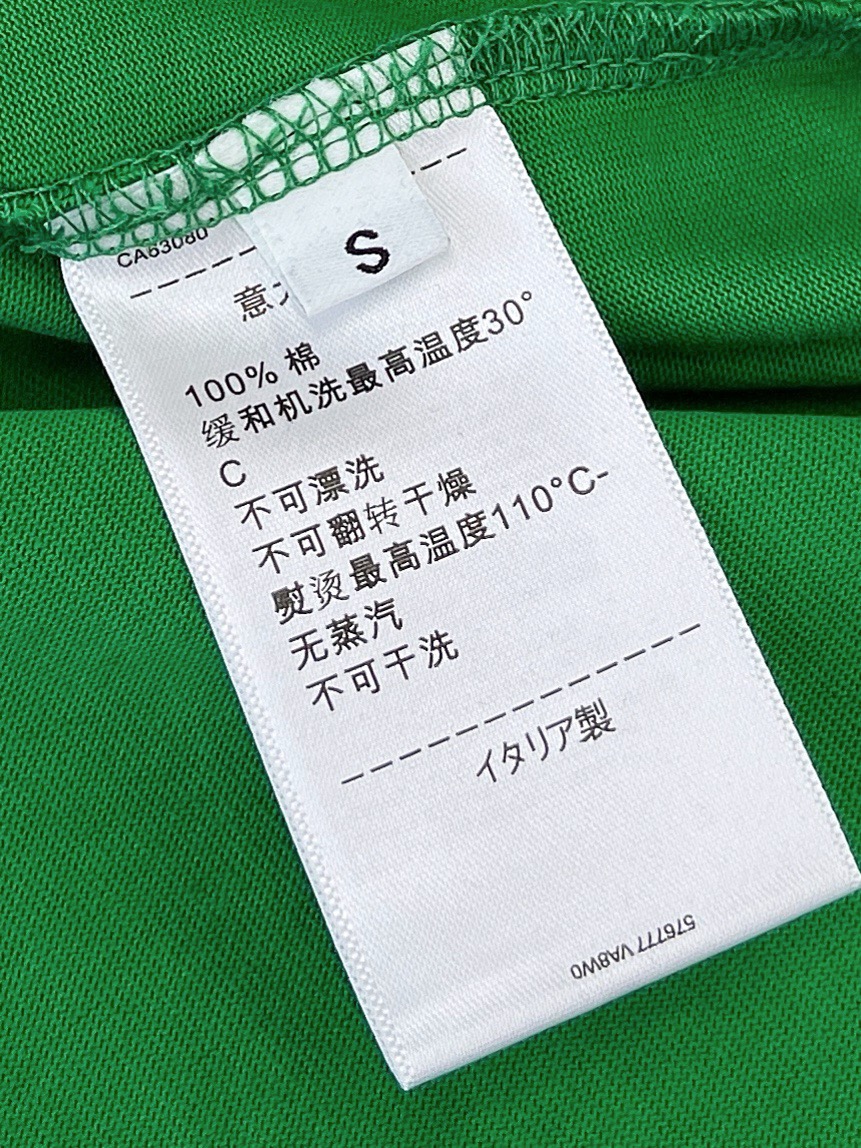 CA63080
S
意
100% 棉
缓和机洗最高温度30°
C
不可漂洗
不可翻转干燥
熨烫最高温度110°C-
无蒸汽
不可干洗
イタリア製
576777 VA8W0